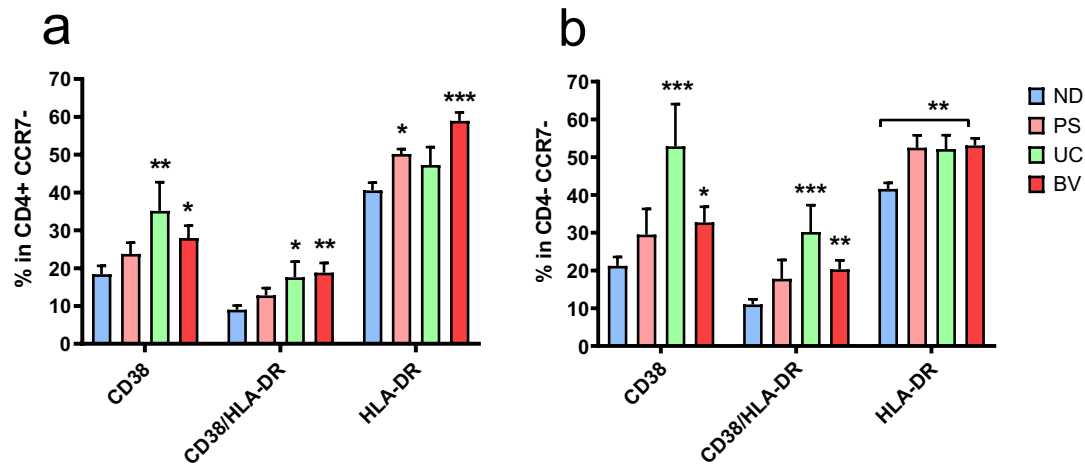 a
% in CD4+ CCR7-
70
60
50
40
30
20
10
0
**
*
*
**
*
***
CD38
CD38/HLA-DR
HLA-DR
b
% in CD4- CCR7-
70
60
50
40
30
20
10
0
***
*
***
**
**
CD38
CD38/HLA-DR
HLA-DR
ND
PS
UC
BV